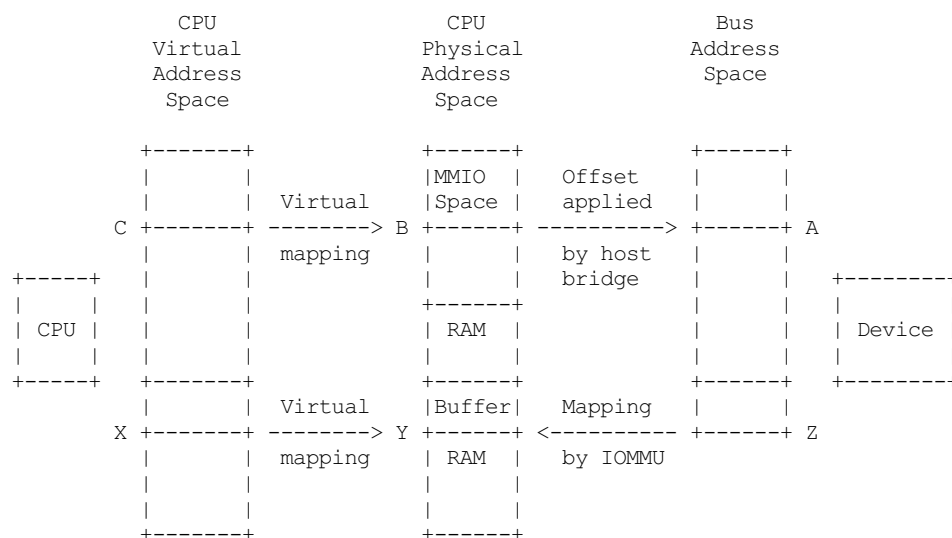 CPU                  CPU                  Bus
             Virtual              Physical             Address
             Address              Address               Space
              Space                Space

            +-------+             +------+             +------+
            |       |             |MMIO  |   Offset    |      |
            |       |  Virtual    |Space |   applied   |      |
          C +-------+ --------> B +------+ ----------> +------+ A
            |       |  mapping    |      |   by host   |      |
  +-----+   |       |             |      |   bridge    |      |   +--------+
  |     |   |       |             +------+             |      |   |        |
  | CPU |   |       |             | RAM  |             |      |   | Device |
  |     |   |       |             |      |             |      |   |        |
  +-----+   +-------+             +------+             +------+   +--------+
            |       |  Virtual    |Buffer|   Mapping   |      |
          X +-------+ --------> Y +------+ <---------- +------+ Z
            |       |  mapping    | RAM  |   by IOMMU
            |       |             |      |
            |       |             |      |
            +-------+             +------+